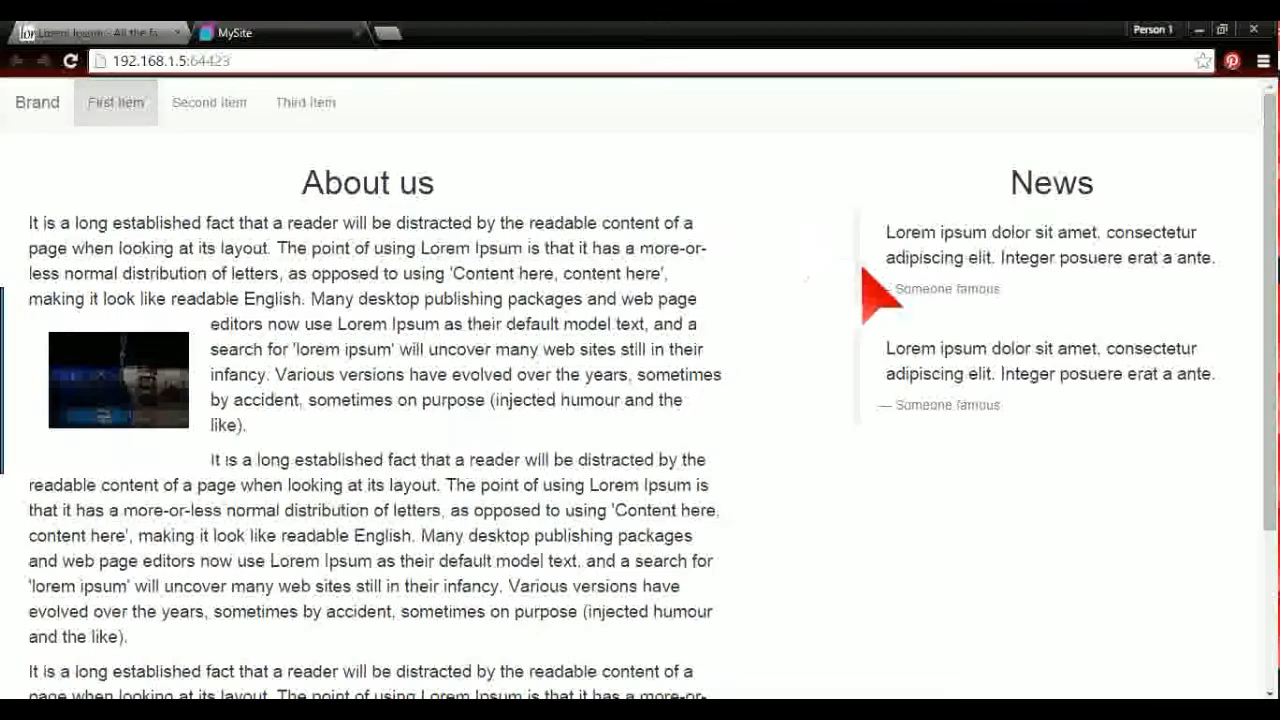 Lorem Ipsum - All the fa
MySite
Person 1
192.168.1.5:64423
Brand
First Item
Second Item
Third Item
About us
It is a long established fact that a reader will be distracted by the readable content of a
page when looking at its layout. The point of using Lorem Ipsum is that it has a more-or-
less normal distribution of letters, as opposed to using 'Content here, content here',
making it look like readable English. Many desktop publishing packages and web page
editors now use Lorem Ipsum as their default model text, and a
search for 'lorem ipsum' will uncover many web sites still in their
infancy. Various versions have evolved over the years, sometimes
by accident, sometimes on purpose (injected humour and the
like).
It is a long established fact that a reader will be distracted by the
readable content of a page when looking at its layout. The point of using Lorem Ipsum is
that it has a more-or-less normal distribution of letters, as opposed to using 'Content here,
content here', making it look like readable English. Many desktop publishing packages
and web page editors now use Lorem Ipsum as their default model text, and a search for
'lorem ipsum' will uncover many web sites still in their infancy. Various versions have
evolved over the years, sometimes by accident, sometimes on purpose (injected humour
and the like).
It is a long established fact that a reader will be distracted by the readable content of a
page when looking at its layout. The point of using Lorem Ipsum is that it has a more-or-
News
Lorem ipsum dolor sit amet, consectetur
adipiscing elit. Integer posuere erat a ante.
— Someone famous
Lorem ipsum dolor sit amet, consectetur
adipiscing elit. Integer posuere erat a ante.
— Someone famous